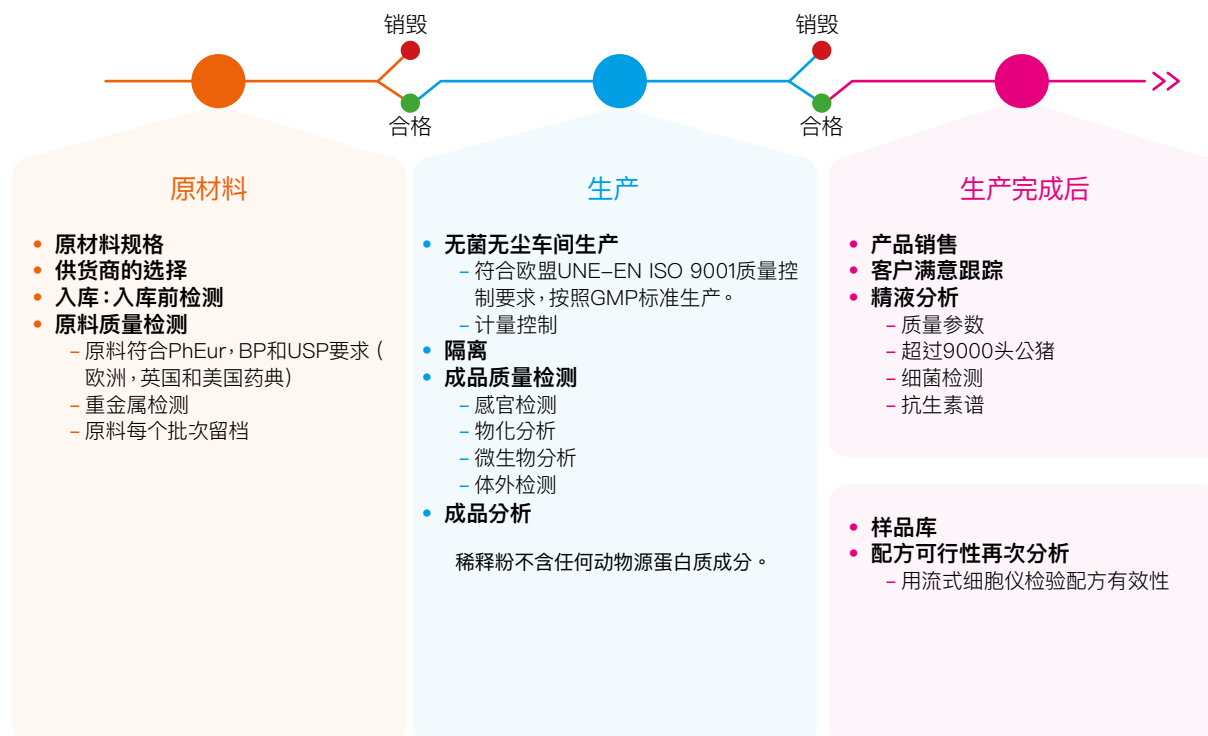 销毁
合格
销毁
合格
原材料
• 原材料规格
• 供货商的选择
• 入库：入库前检测
• 原料质量检测
– 原料符合PhEur，BP和USP要求（
欧洲，英国和美国药典）
– 重金属检测
– 原料每个批次留档
生产
• 无菌无尘车间生产
– 符合欧盟UNE–EN ISO 9001质量控
制要求，按照GMP标准生产。
– 计量控制
• 隔离
• 成品质量检测
– 感官检测
– 物化分析
– 微生物分析
– 体外检测
• 成品分析
稀释粉不含任何动物源蛋白质成分。
生产完成后
• 产品销售
• 客户满意跟踪
• 精液分析
– 质量参数
– 超过9000头公猪
– 细菌检测
– 抗生素谱
• 样品库
• 配方可行性再次分析
– 用流式细胞仪检验配方有效性